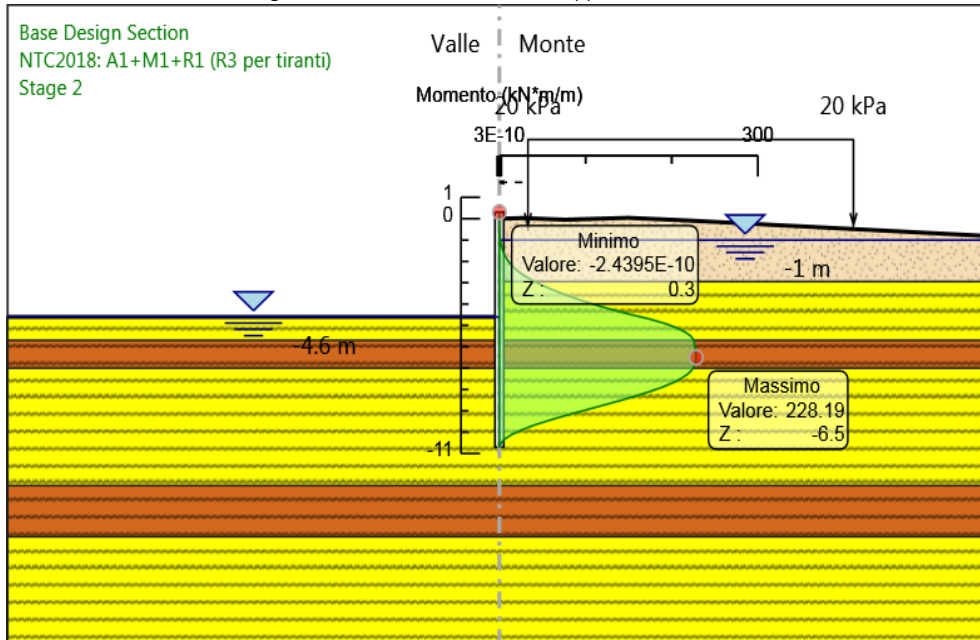 Base Design Section
NTC2018: A1+M1+R1 (R3 per tiranti)
Stage 2
Valle
Monte
Momento (kN*m/m)
20 kPa
20 kPa
3E-10
300
1
0
Minimo
Valore: -2.4395E-10
Z : 0.3
-1 m
-4.6 m
Massimo
Valore: 228.19
Z : -6.5
-11